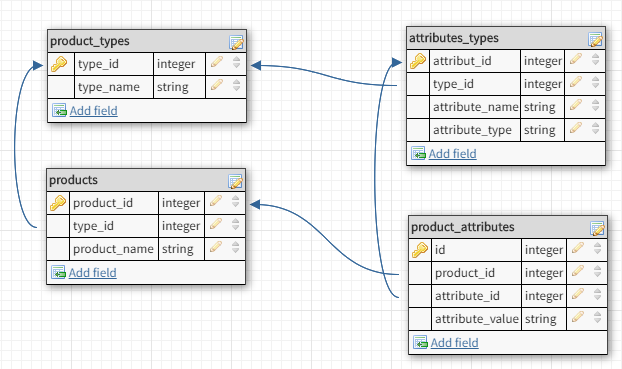 product_types
type_id integer
type_name string
Add field
attributes_types
attribut_id integer
type_id integer
attribute_name string
attribute_type string
Add field
products
product_id integer
type_id integer
product_name string
Add field
product_attributes
id integer
product_id integer
attribute_id integer
attribute_value string
Add field